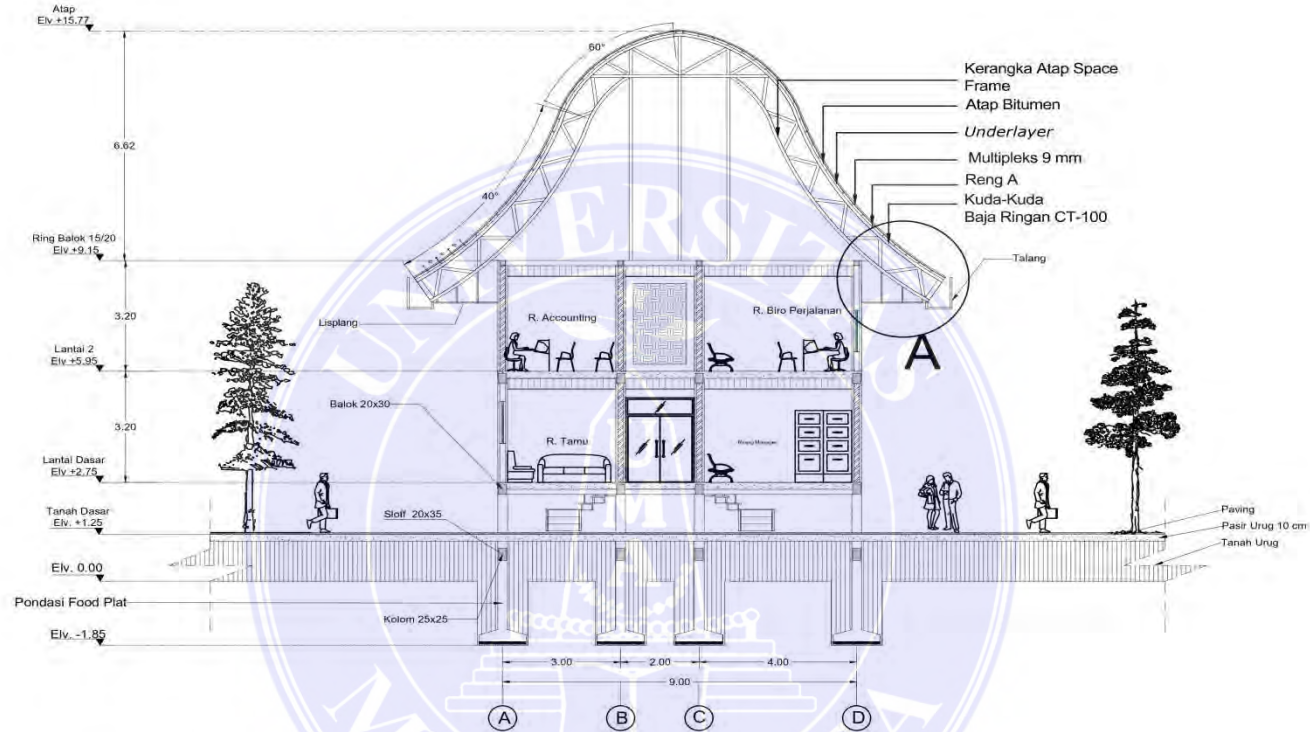 Atap
Elv +15.77
60°
Kerangka Atap Space
Frame
Atap Bitumen
Underlayer
Multipleks 9 mm
Reng A
Kuda-Kuda
Baja Ringan CT-100
6.62
40°
Ring Balok 15/20
Elv +9.15
Talang
Lisplang
R. Accounting
R. Biro Perjalanan
A
3.20
Lantai 2
Elv +5.95
Balok 20x30
3.20
R. Tamu
Lantai Dasar
Elv +2.75
Tanah Dasar
Elv. +1.25
Sloff 20x35
Paving
Pasir Urug 10 cm
Tanah Urug
Elv. 0.00
Pondasi Food Plat
Kolom 25x25
Elv. -1.85
3.00
2.00
4.00
9.00
A
B
C
D
UNIVERSITAS
UMA